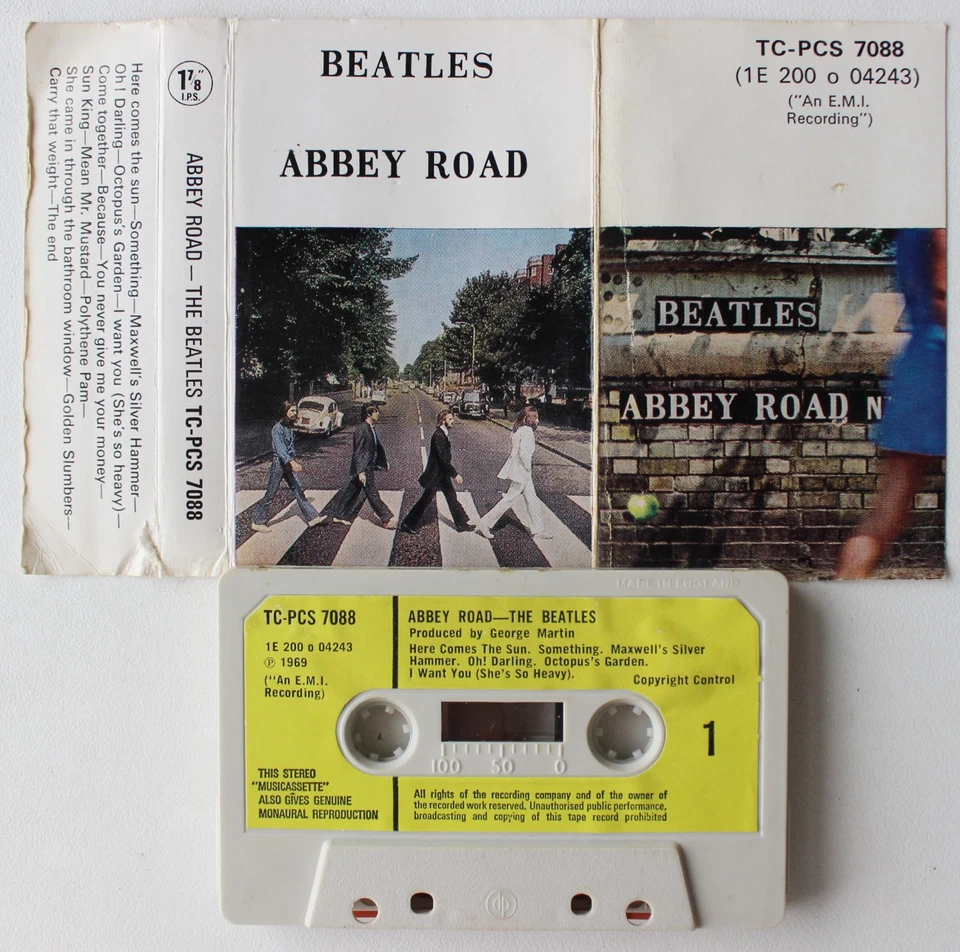 Here comes the sun—Something—Maxwell's Silver Hammer—
Oh! Darling—Octopus's Garden—I want you (She's so heavy)—
Come together—Because—You never give me your money—
Sun King—Mean Mr. Mustard—Polythene Pam—
She came in through the bathroom window—Golden Slumbers—
Carry that weight—The end
1⅞"
I.P.S.
ABBEY ROAD — THE BEATLES TC-PCS 7088
BEATLES
ABBEY ROAD
TC-PCS 7088
(1E 200 o 04243)
("An E.M.I.
Recording")
BEATLES
ABBEY ROAD N
MADE IN ENGLAND
TC-PCS 7088
1E 200 o 04243
℗ 1969
("An E.M.I.
Recording)
THIS STEREO
"MUSICASSETTE"
ALSO GIVES GENUINE
MONAURAL REPRODUCTION
ABBEY ROAD—THE BEATLES
Produced by George Martin
Here Comes The Sun. Something. Maxwell's Silver
Hammer. Oh! Darling. Octopus's Garden.
I Want You (She's So Heavy).
Copyright Control
1
100 50 0
All rights of the recording company and of the owner of
the recorded work reserved. Unauthorised public performance,
broadcasting and copying of this tape record prohibited